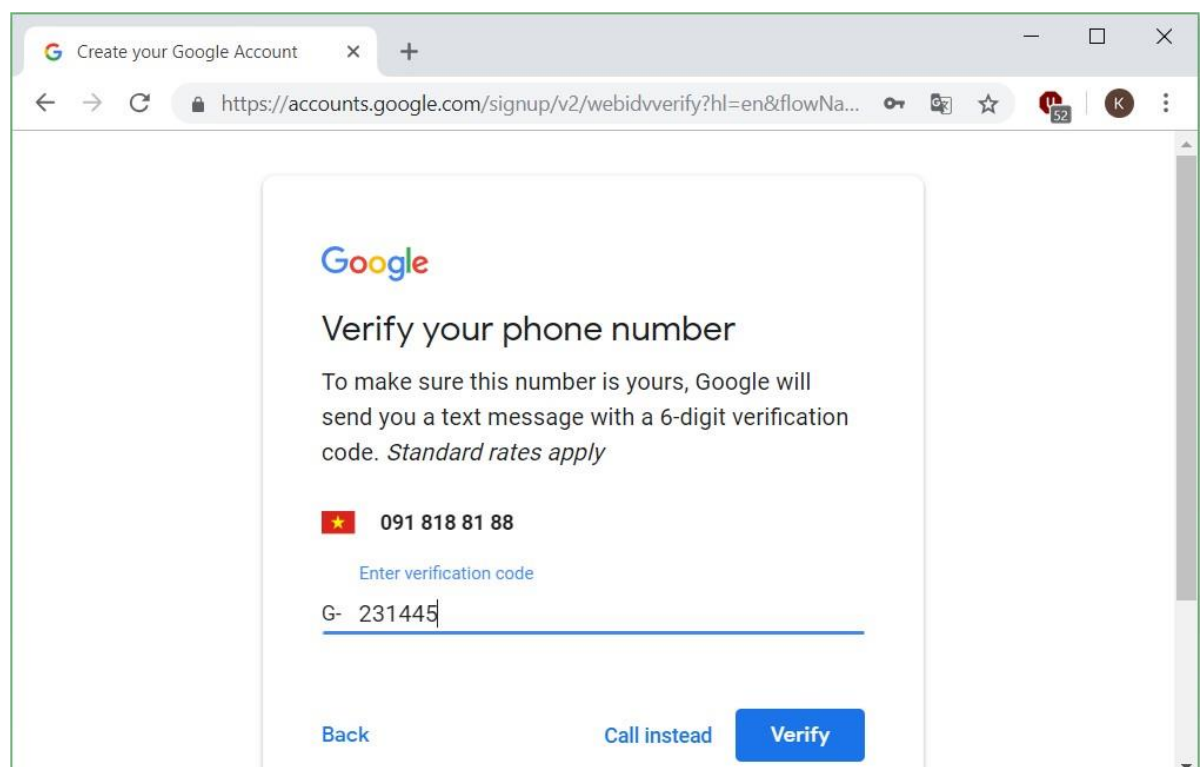 Create your Google Account
https://accounts.google.com/signup/v2/webidvverify?hl=en&flowNa...
52
K
Google
Verify your phone number
To make sure this number is yours, Google will
send you a text message with a 6-digit verification
code. Standard rates apply
091 818 81 88
Enter verification code
G- 231445
Back
Call instead
Verify